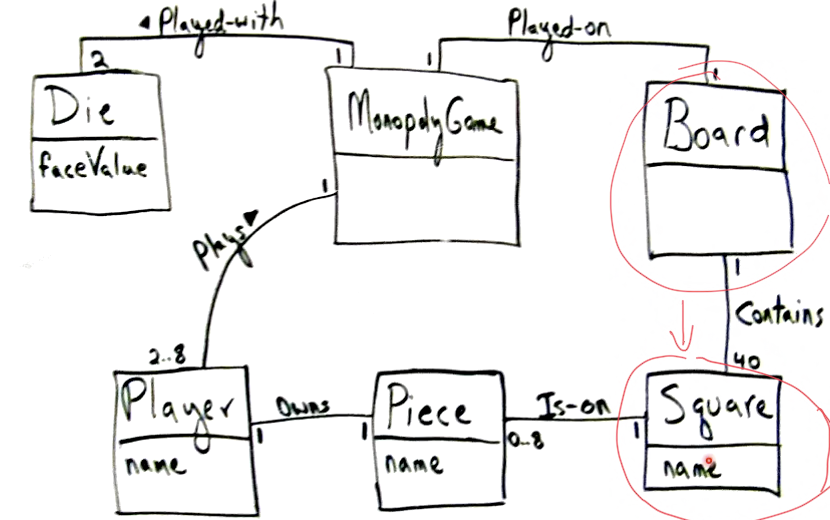 ◄ Played-with
Played-on
2
1
1
1
Die
MonopolyGame
Board
faceValue
1
Plays ►
1
Contains
2..8
40
Player
Owns
Piece
Is-on
Square
1
1
0..8
1
name
name
name